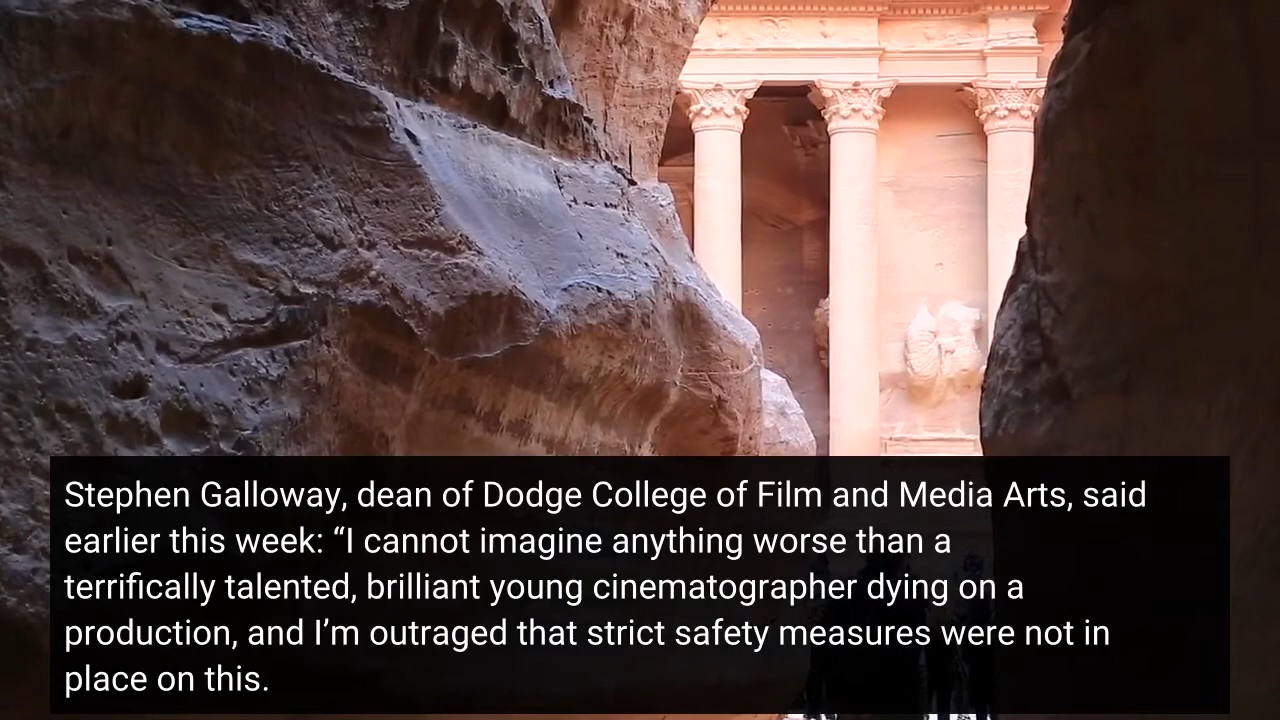 Stephen Galloway, dean of Dodge College of Film and Media Arts, said
earlier this week: “I cannot imagine anything worse than a
terrifically talented, brilliant young cinematographer dying on a
production, and I’m outraged that strict safety measures were not in
place on this.